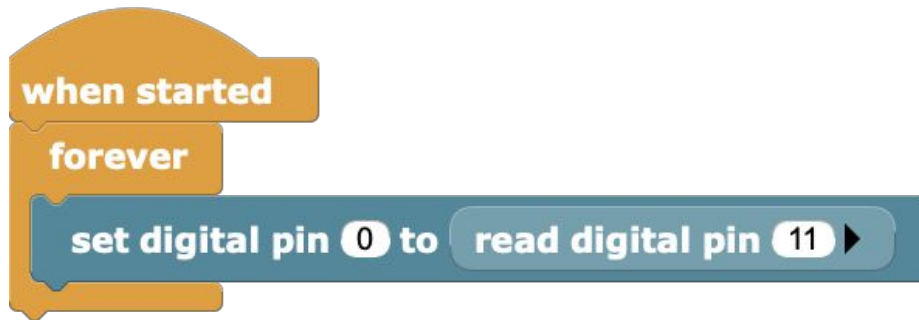 when started
forever
set digital pin 0 to read digital pin 11